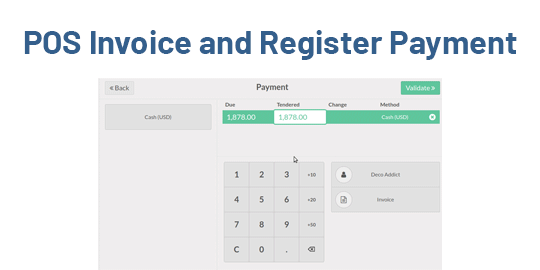 POS Invoice and Register Payment
« Back
Payment
Validate »
Due Tendered Change Method
Cash (USD)
1,878.00 1,878.00 Cash (USD)
1 2 3 +10
Deco Addict
4 5 6 +20
Invoice
7 8 9 +50
C 0 .